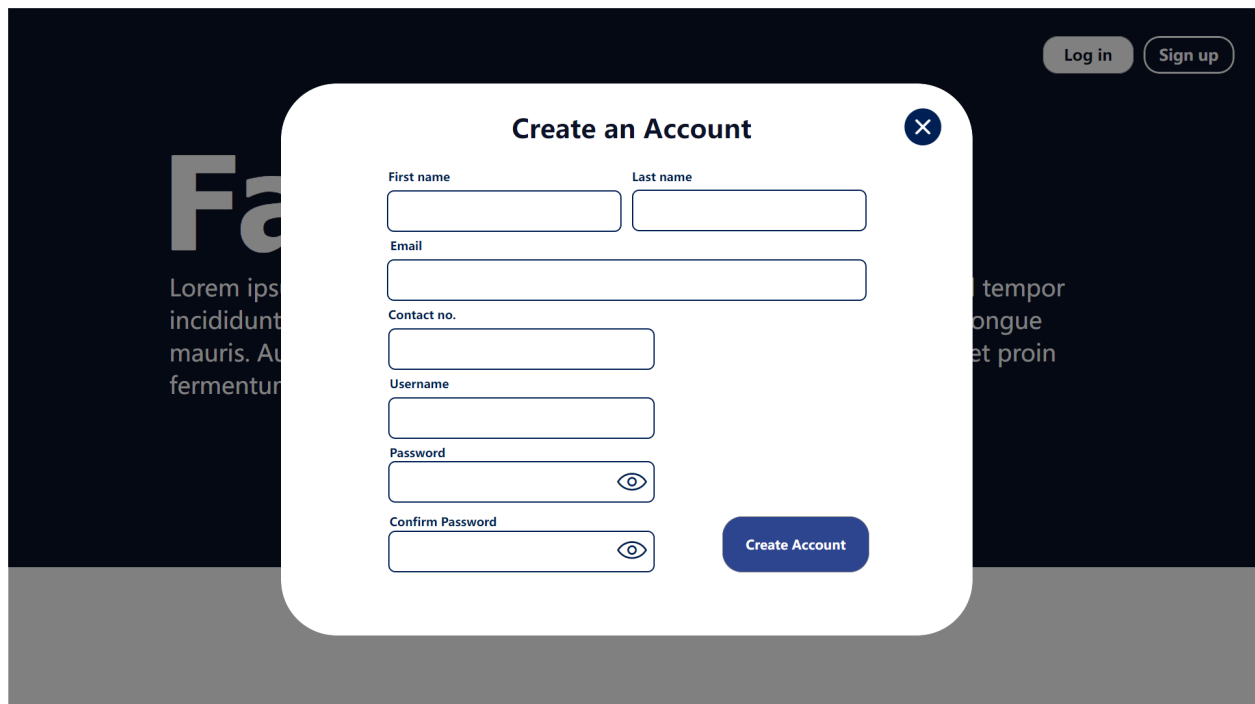 Log in
Sign up
Create an Account
Fa
First name
Last name
Email
Lorem ips
tempor
incididunt
ongue
Contact no.
mauris. Au
et proin
fermentur
Username
Password
Confirm Password
Create Account